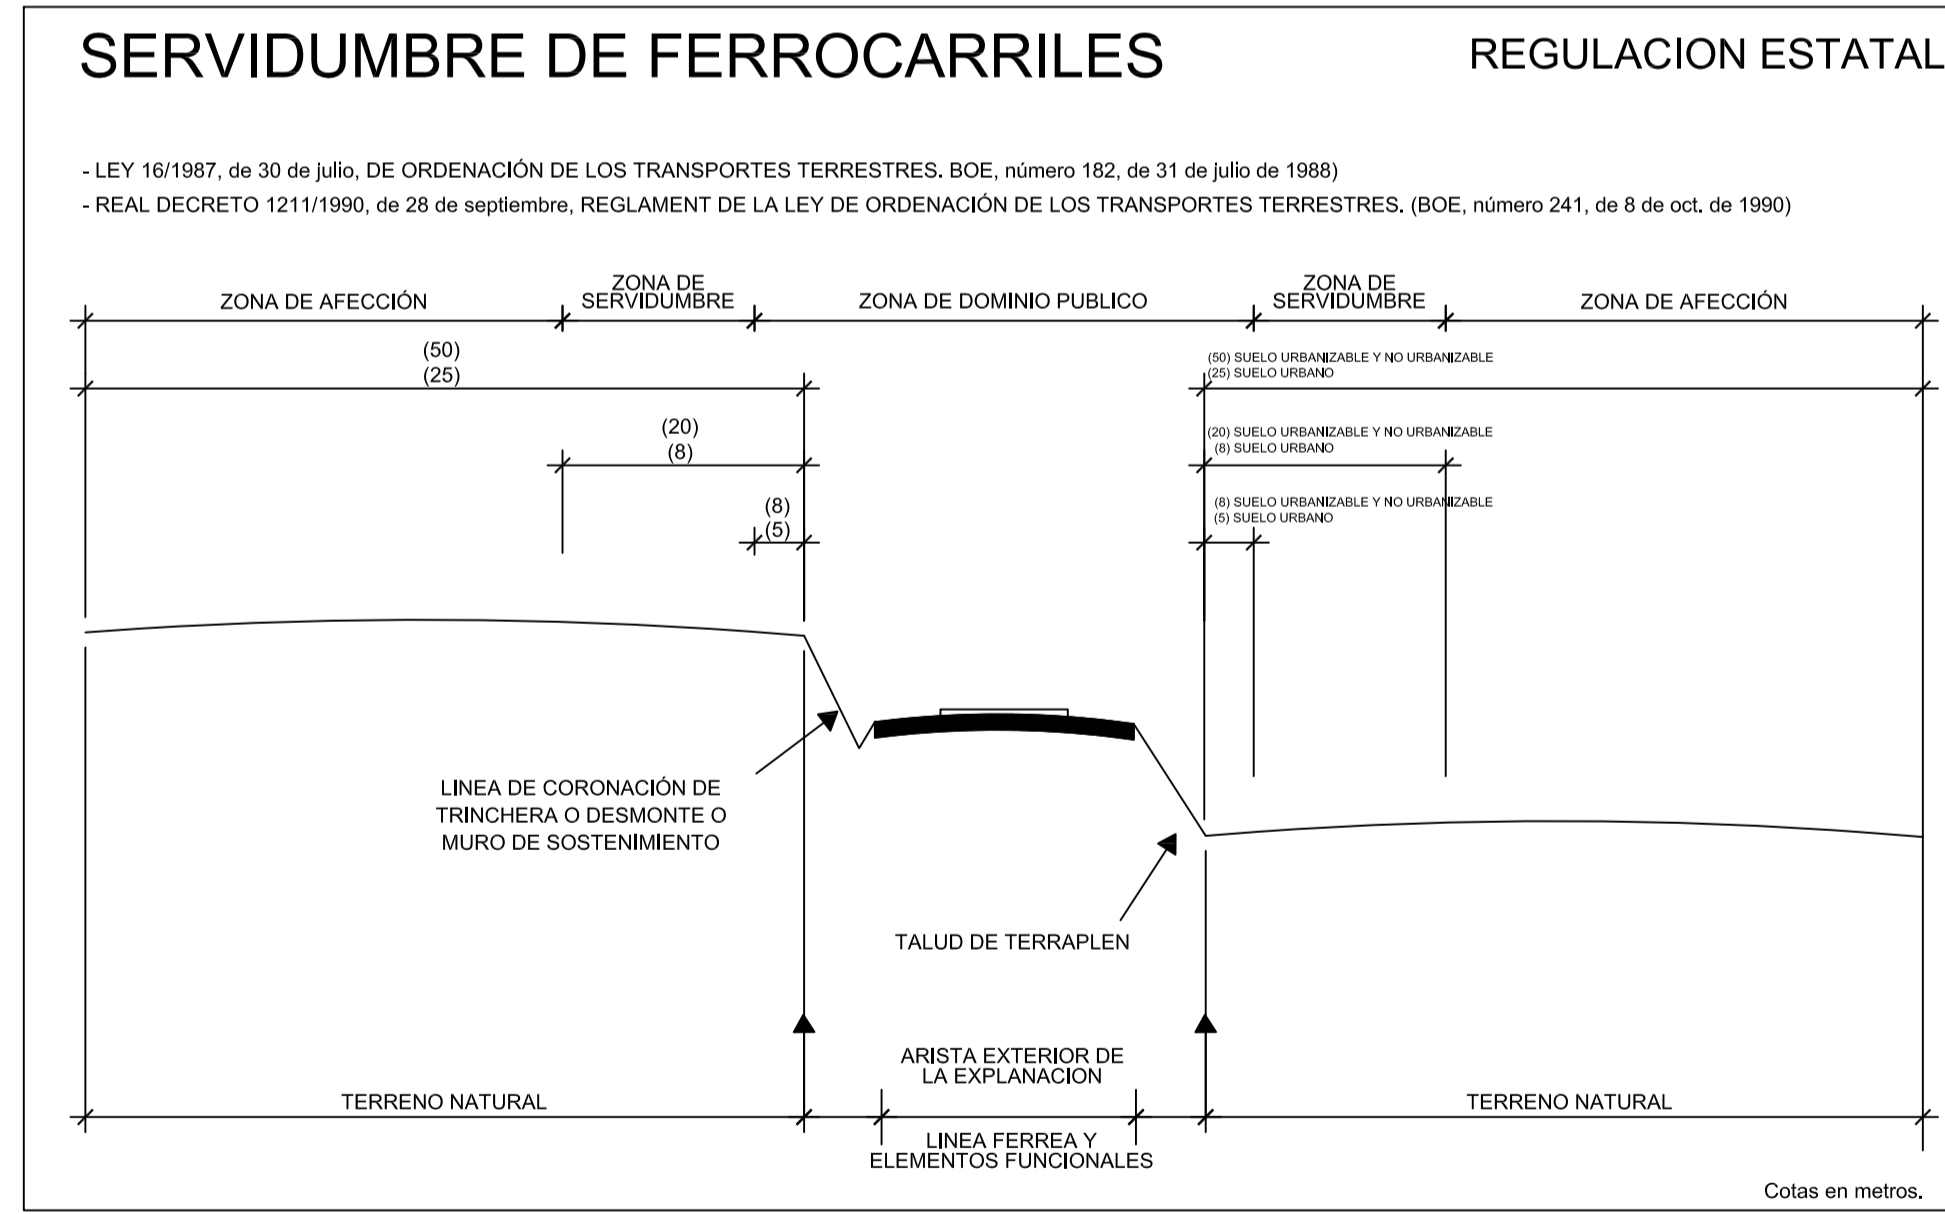 SERVIDUMBRE DE FERROCARRILES
REGULACION ESTATAL
- LEY 16/1987, de 30 de julio, DE ORDENACIÓN DE LOS TRANSPORTES TERRESTRES. BOE, número 182, de 31 de julio de 1988)
- REAL DECRETO 1211/1990, de 28 de septiembre, REGLAMENT DE LA LEY DE ORDENACIÓN DE LOS TRANSPORTES TERRESTRES. (BOE, número 241, de 8 de oct. de 1990)
ZONA DE AFECCIÓN
ZONA DE
SERVIDUMBRE
ZONA DE DOMINIO PUBLICO
ZONA DE
SERVIDUMBRE
ZONA DE AFECCIÓN
(50)
(25)
(50) SUELO URBANIZABLE Y NO URBANIZABLE
(25) SUELO URBANO
(20)
(8)
(20) SUELO URBANIZABLE Y NO URBANIZABLE
(8) SUELO URBANO
(8)
(5)
(8) SUELO URBANIZABLE Y NO URBANIZABLE
(5) SUELO URBANO
LINEA DE CORONACIÓN DE
TRINCHERA O DESMONTE O
MURO DE SOSTENIMIENTO
TALUD DE TERRAPLEN
ARISTA EXTERIOR DE
LA EXPLANACION
TERRENO NATURAL
TERRENO NATURAL
LINEA FERREA Y
ELEMENTOS FUNCIONALES
Cotas en metros.